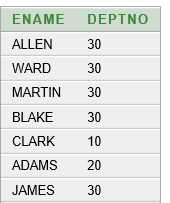 ENAME DEPTNO
ALLEN 30
WARD 30
MARTIN 30
BLAKE 30
CLARK 10
ADAMS 20
JAMES 30